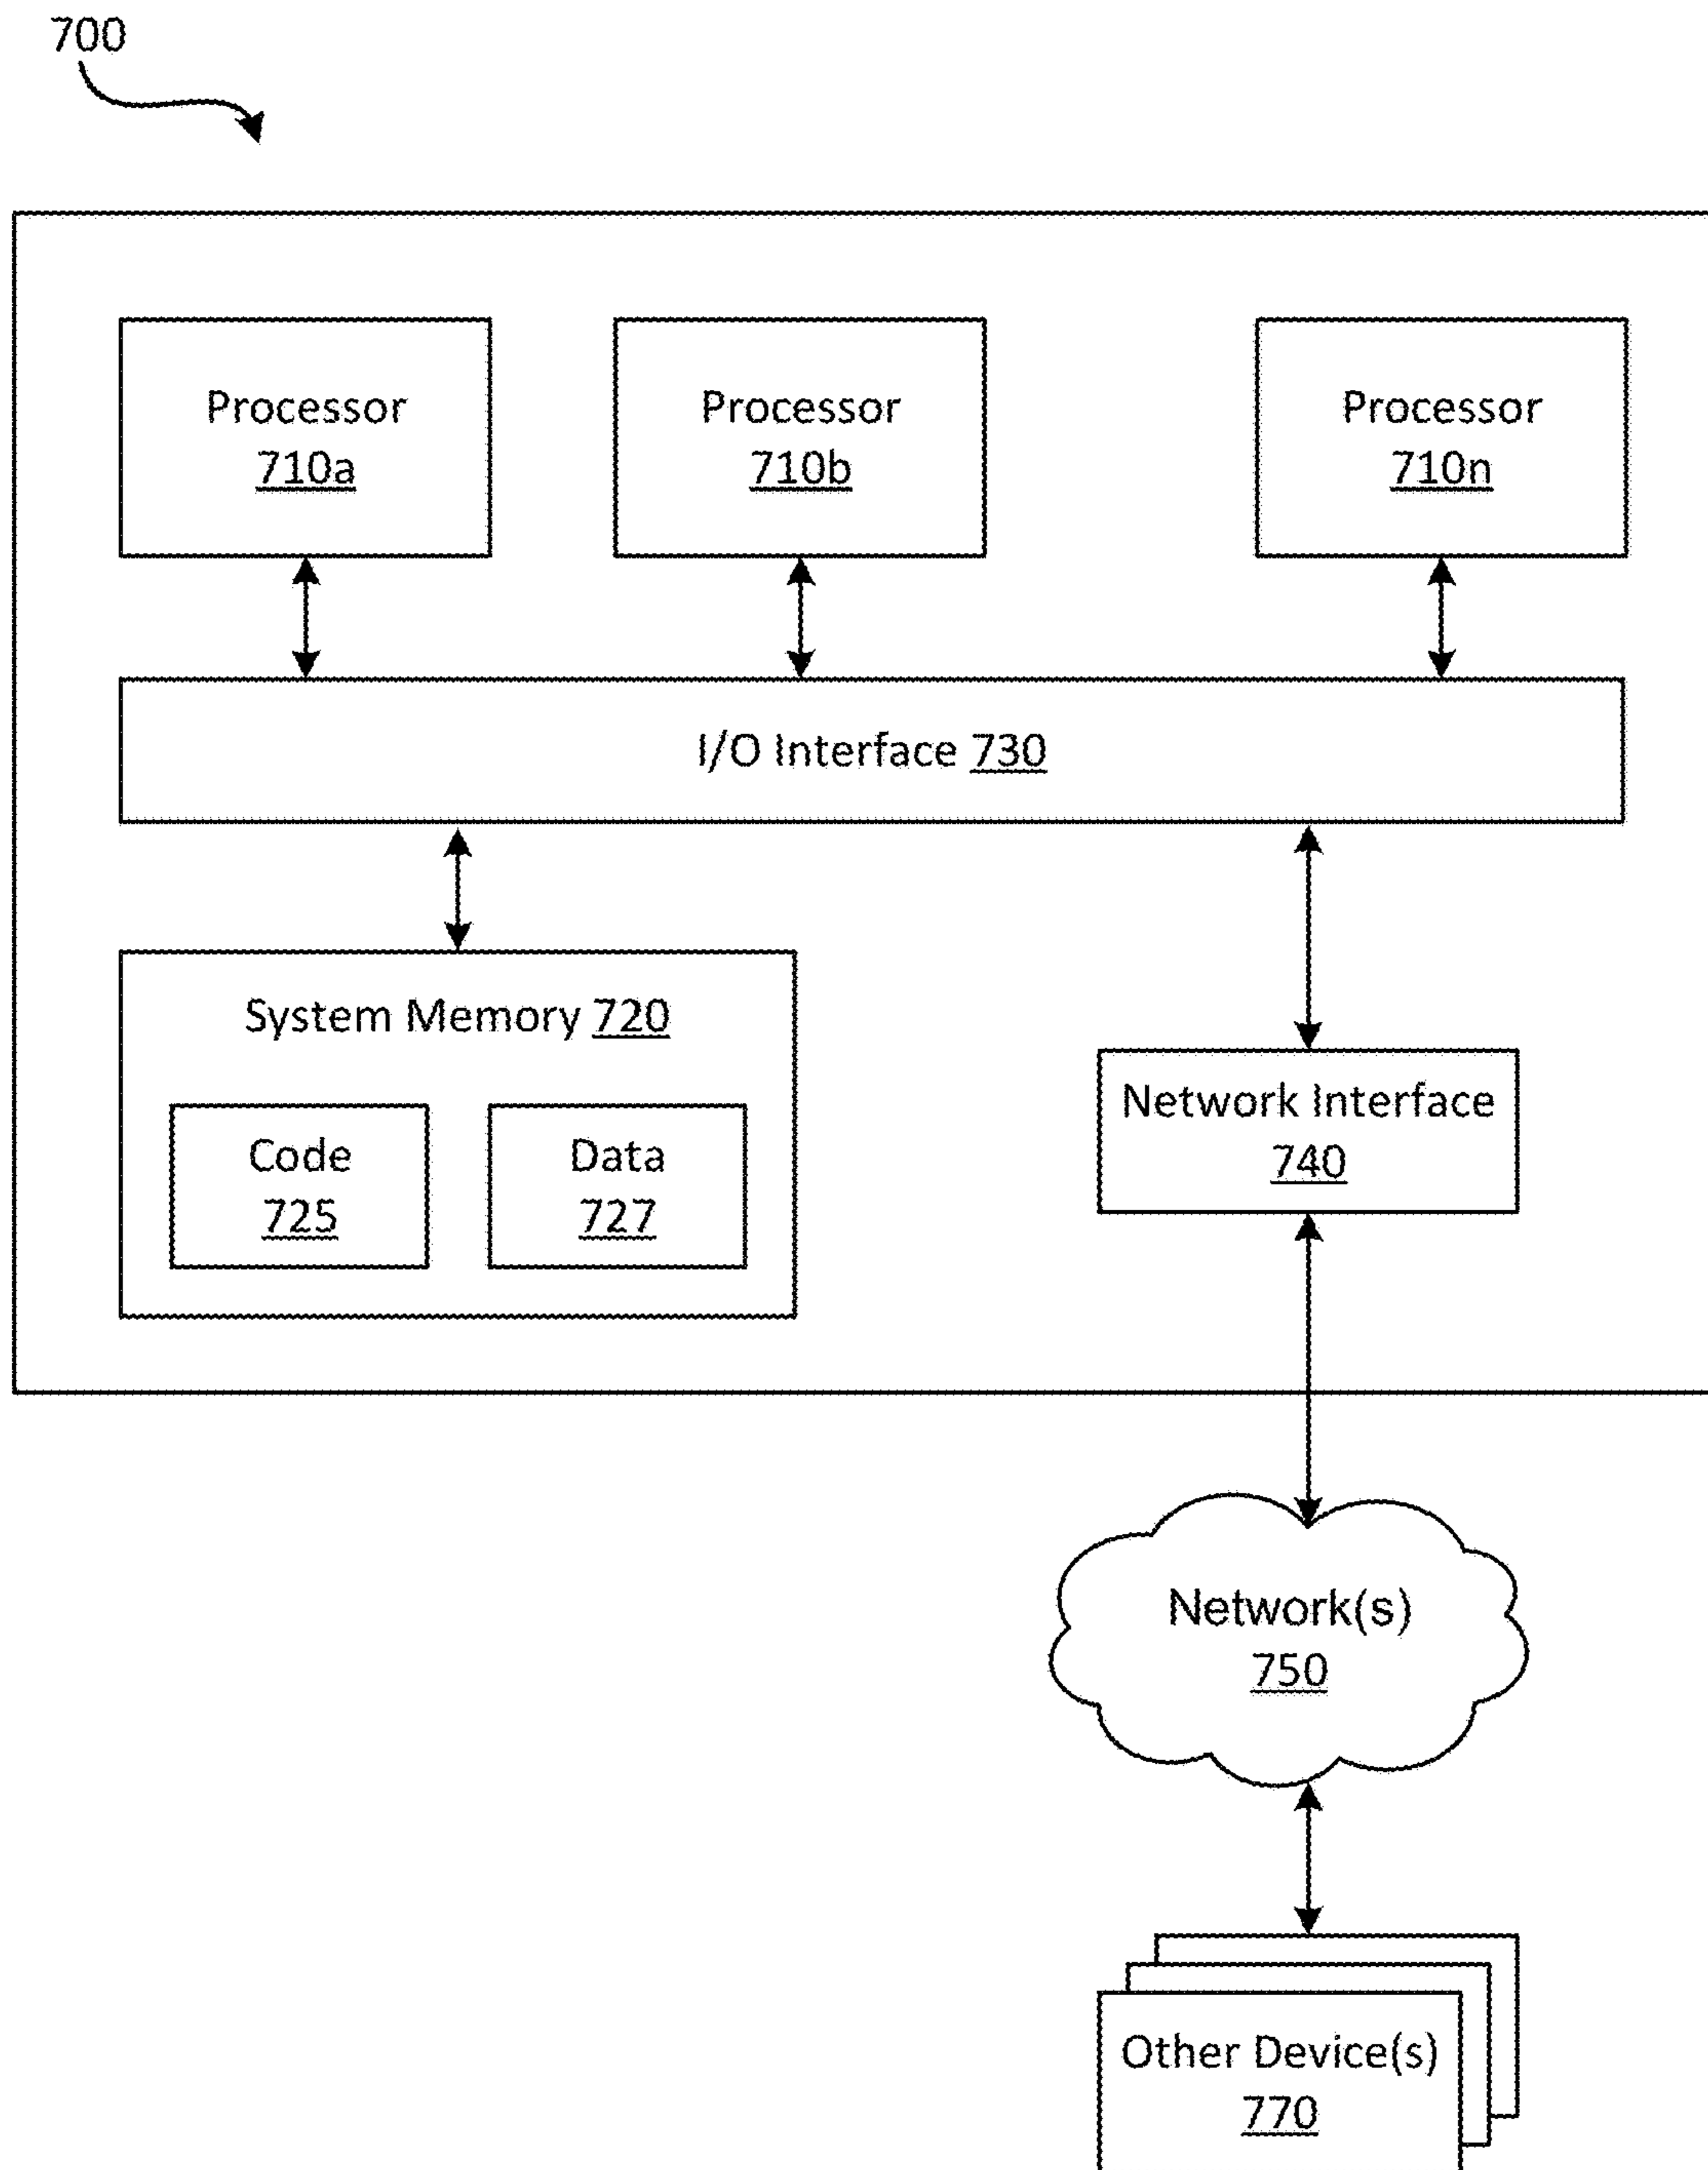 700
Processor
710a
Processor
710b
Processor
710n
I/O Interface 730
System Memory 720
Code
725
Data
727
Network Interface
740
Network(s)
750
Other Device(s)
770